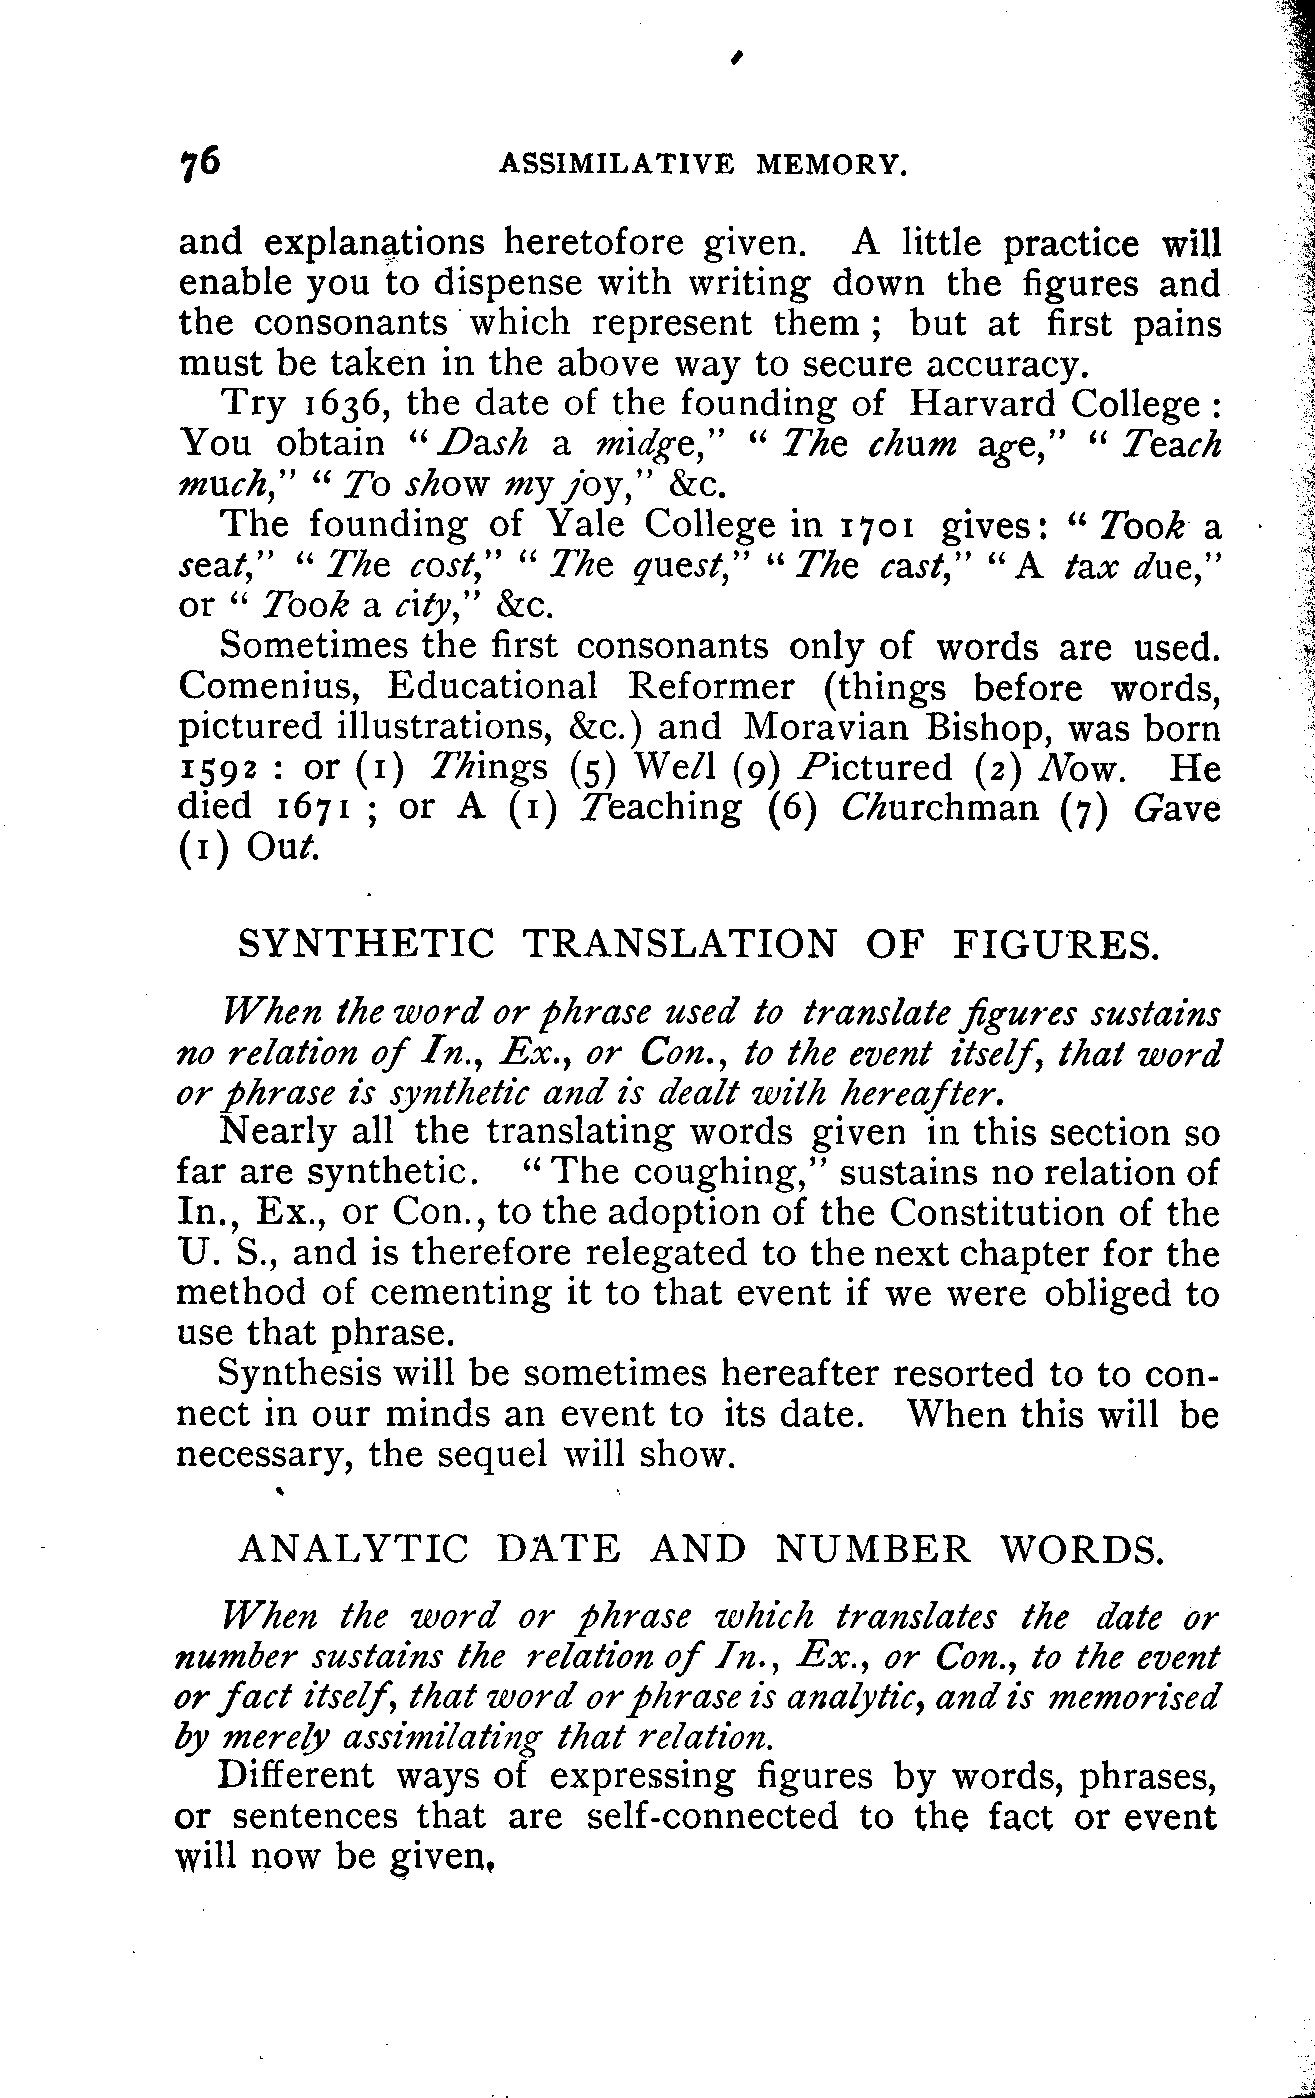 76 ASSIMILATIVE MEMORY.
and explanations heretofore given. A little practice will
enable you to dispense with writing down the figures and
the consonants which represent them ; but at first pains
must be taken in the above way to secure accuracy.
Try 1636, the date of the founding of Harvard College :
You obtain “ Dash a midge,” “ The chum age,” “ Teach
much,” “ To show my joy,” &c.
The founding of Yale College in 1701 gives: “ Took a
seat,” “ The cost,” “ The quest,” “ The cast,” “ A tax due,”
or “ Took a city,” &c.
Sometimes the first consonants only of words are used.
Comenius, Educational Reformer (things before words,
pictured illustrations, &c.) and Moravian Bishop, was born
1592 : or (1) Things (5) Well (9) Pictured (2) Now. He
died 1671 ; or A (1) Teaching (6) Churchman (7) Gave
(1) Out.
SYNTHETIC TRANSLATION OF FIGURES.
When the word or phrase used to translate figures sustains
no relation of In., Ex., or Con., to the event itself, that word
or phrase is synthetic and is dealt with hereafter.
Nearly all the translating words given in this section so
far are synthetic. “ The coughing,” sustains no relation of
In., Ex., or Con., to the adoption of the Constitution of the
U. S., and is therefore relegated to the next chapter for the
method of cementing it to that event if we were obliged to
use that phrase.
Synthesis will be sometimes hereafter resorted to to con-
nect in our minds an event to its date. When this will be
necessary, the sequel will show.
ANALYTIC DATE AND NUMBER WORDS.
When the word or phrase which translates the date or
number sustains the relation of In., Ex., or Con., to the event
or fact itself, that word or phrase is analytic, and is memorised
by merely assimilating that relation.
Different ways of expressing figures by words, phrases,
or sentences that are self-connected to the fact or event
will now be given,